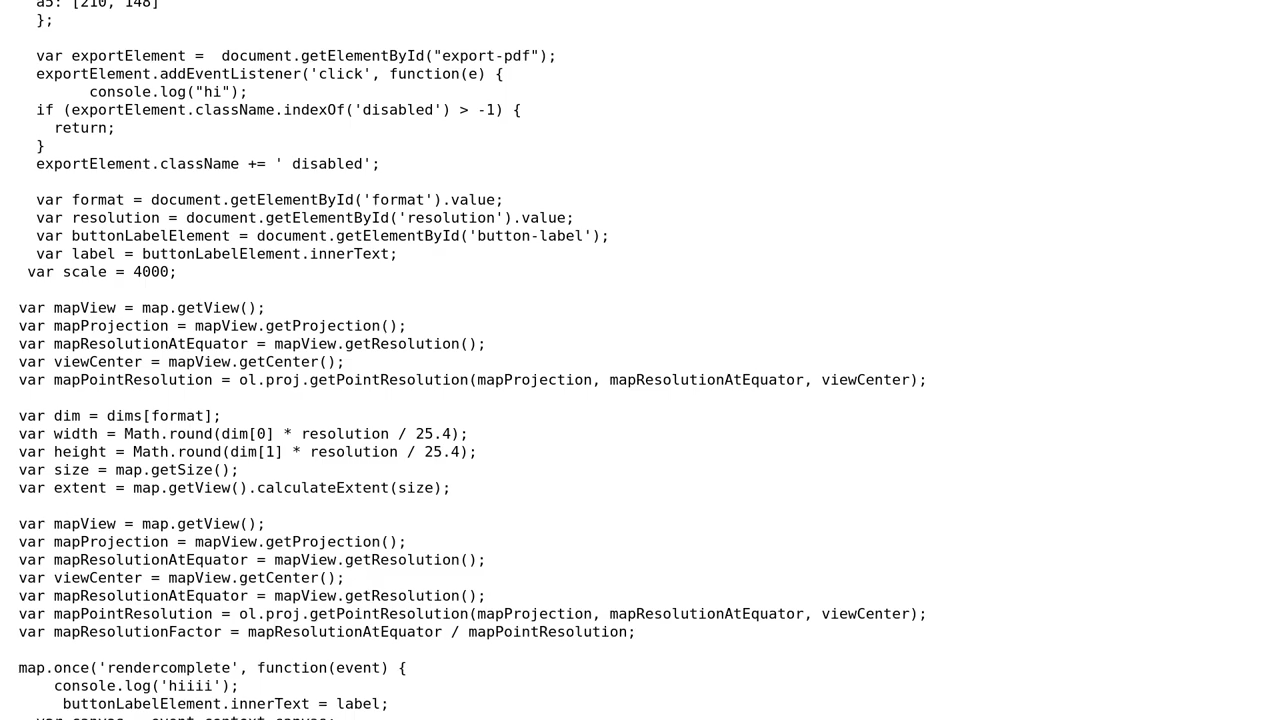 a5: [210, 148]
};
var exportElement =  document.getElementById("export-pdf");
exportElement.addEventListener('click', function(e) {
console.log("hi");
if (exportElement.className.indexOf('disabled') > -1) {
return;
}
exportElement.className += ' disabled';
var format = document.getElementById('format').value;
var resolution = document.getElementById('resolution').value;
var buttonLabelElement = document.getElementById('button-label');
var label = buttonLabelElement.innerText;
var scale = 4000;
var mapView = map.getView();
var mapProjection = mapView.getProjection();
var mapResolutionAtEquator = mapView.getResolution();
var viewCenter = mapView.getCenter();
var mapPointResolution = ol.proj.getPointResolution(mapProjection, mapResolutionAtEquator, viewCenter);
var dim = dims[format];
var width = Math.round(dim[0] * resolution / 25.4);
var height = Math.round(dim[1] * resolution / 25.4);
var size = map.getSize();
var extent = map.getView().calculateExtent(size);
var mapView = map.getView();
var mapProjection = mapView.getProjection();
var mapResolutionAtEquator = mapView.getResolution();
var viewCenter = mapView.getCenter();
var mapResolutionAtEquator = mapView.getResolution();
var mapPointResolution = ol.proj.getPointResolution(mapProjection, mapResolutionAtEquator, viewCenter);
var mapResolutionFactor = mapResolutionAtEquator / mapPointResolution;
map.once('rendercomplete', function(event) {
console.log('hiiii');
buttonLabelElement.innerText = label;
var canvas = event.context.canvas;